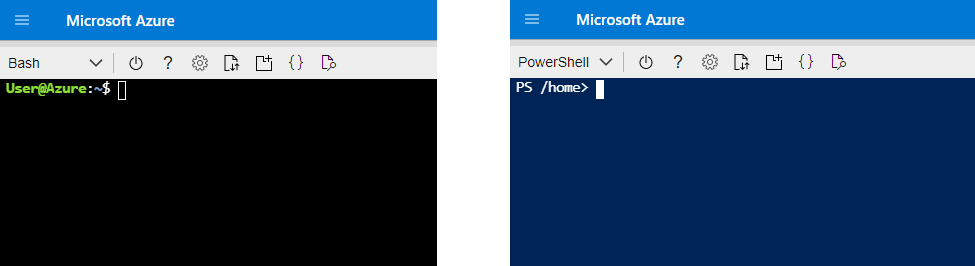 Microsoft Azure
Bash
?
{}
User@Azure:~$
Microsoft Azure
PowerShell
?
{}
PS /home>